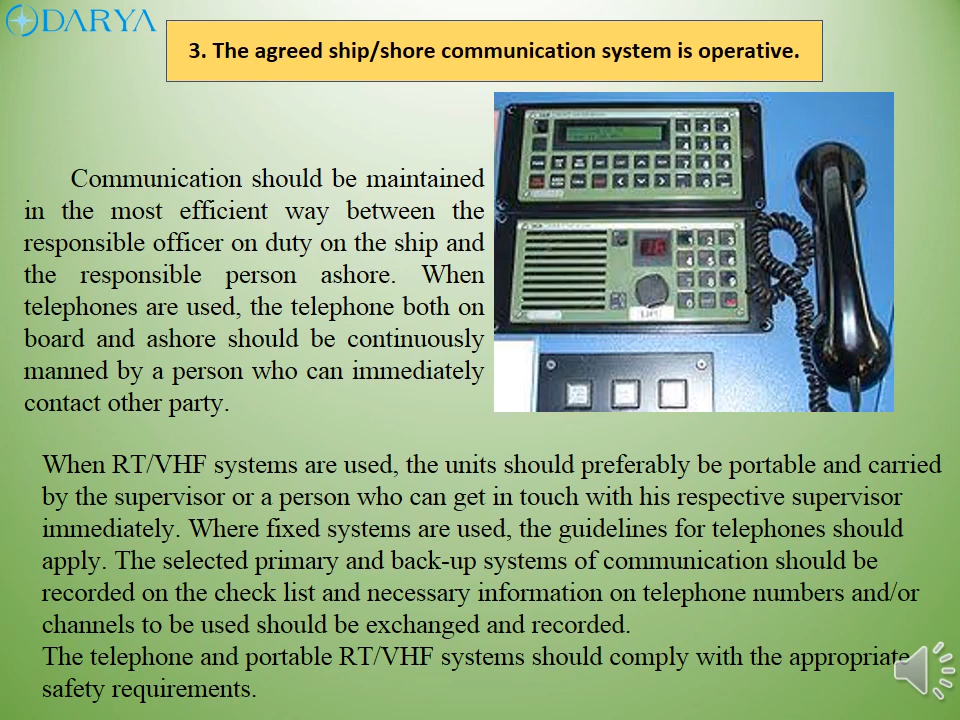 DARYA
3. The agreed ship/shore communication system is operative.
Communication should be maintained
in the most efficient way between the
responsible officer on duty on the ship and
the responsible person ashore. When
telephones are used, the telephone both on
board and ashore should be continuously
manned by a person who can immediately
contact other party.
When RT/VHF systems are used, the units should preferably be portable and carried
by the supervisor or a person who can get in touch with his respective supervisor
immediately. Where fixed systems are used, the guidelines for telephones should
apply. The selected primary and back-up systems of communication should be
recorded on the check list and necessary information on telephone numbers and/or
channels to be used should be exchanged and recorded.
The telephone and portable RT/VHF systems should comply with the appropriate
safety requirements.